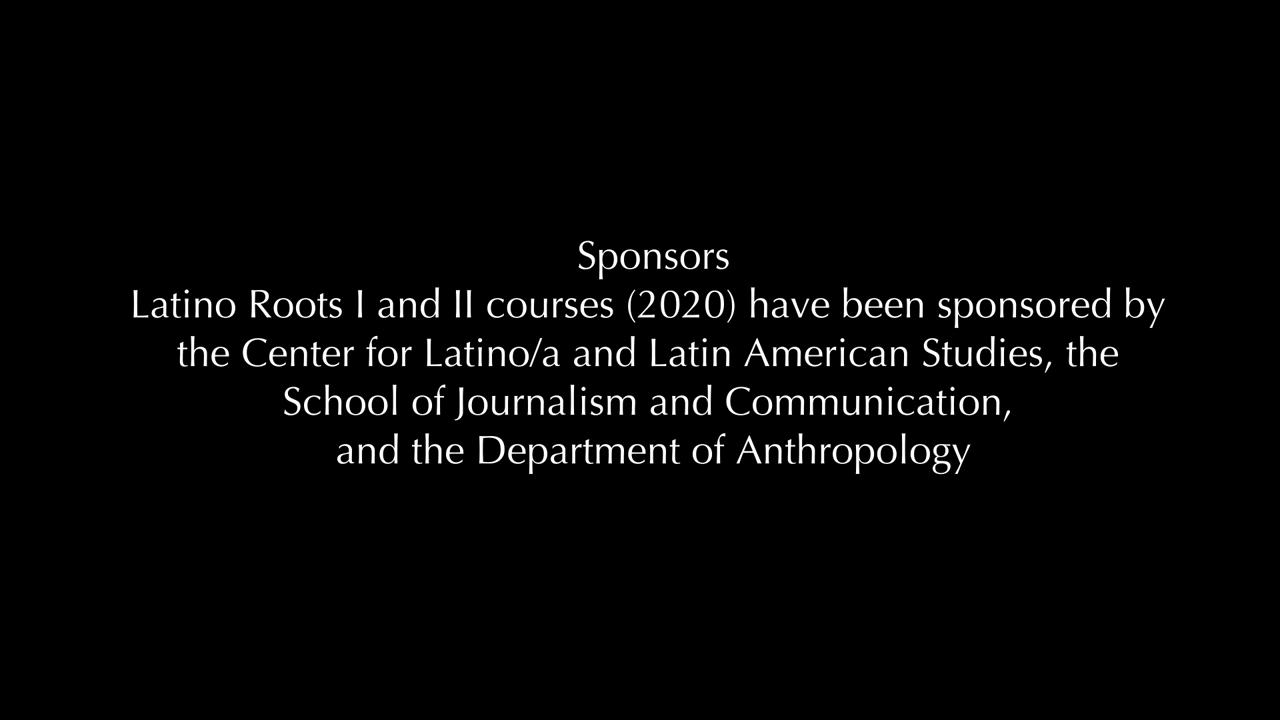 Sponsors
Latino Roots I and II courses (2020) have been sponsored by
the Center for Latino/a and Latin American Studies, the
School of Journalism and Communication,
and the Department of Anthropology